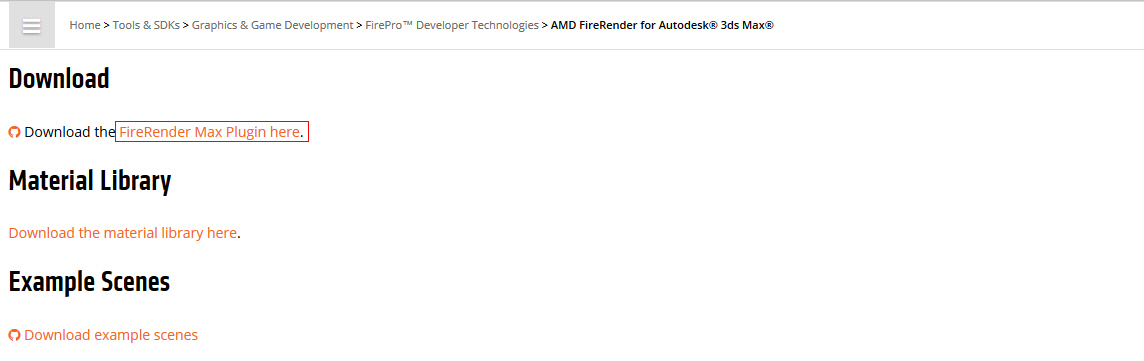 Home > Tools & SDKs > Graphics & Game Development > FirePro™ Developer Technologies > AMD FireRender for Autodesk® 3ds Max®
Download
Download the FireRender Max Plugin here.
Material Library
Download the material library here.
Example Scenes
Download example scenes